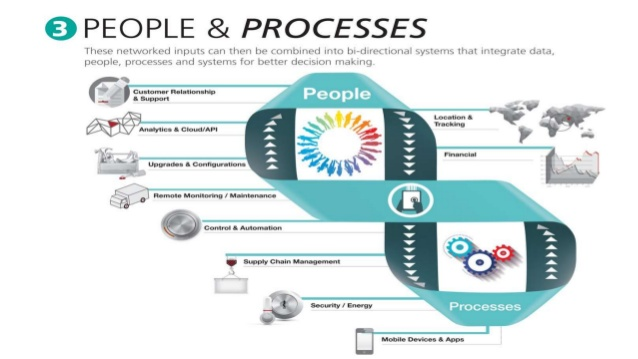 3 PEOPLE & PROCESSES
These networked inputs can then be combined into bi-directional systems that integrate data,
people, processes and systems for better decision making.
People
Customer Relationship
& Support
Analytics & Cloud/API
Upgrades & Configurations
Remote Monitoring / Maintenance
Control & Automation
Supply Chain Management
Security / Energy
Mobile Devices & Apps
Location &
Tracking
Financial
Processes